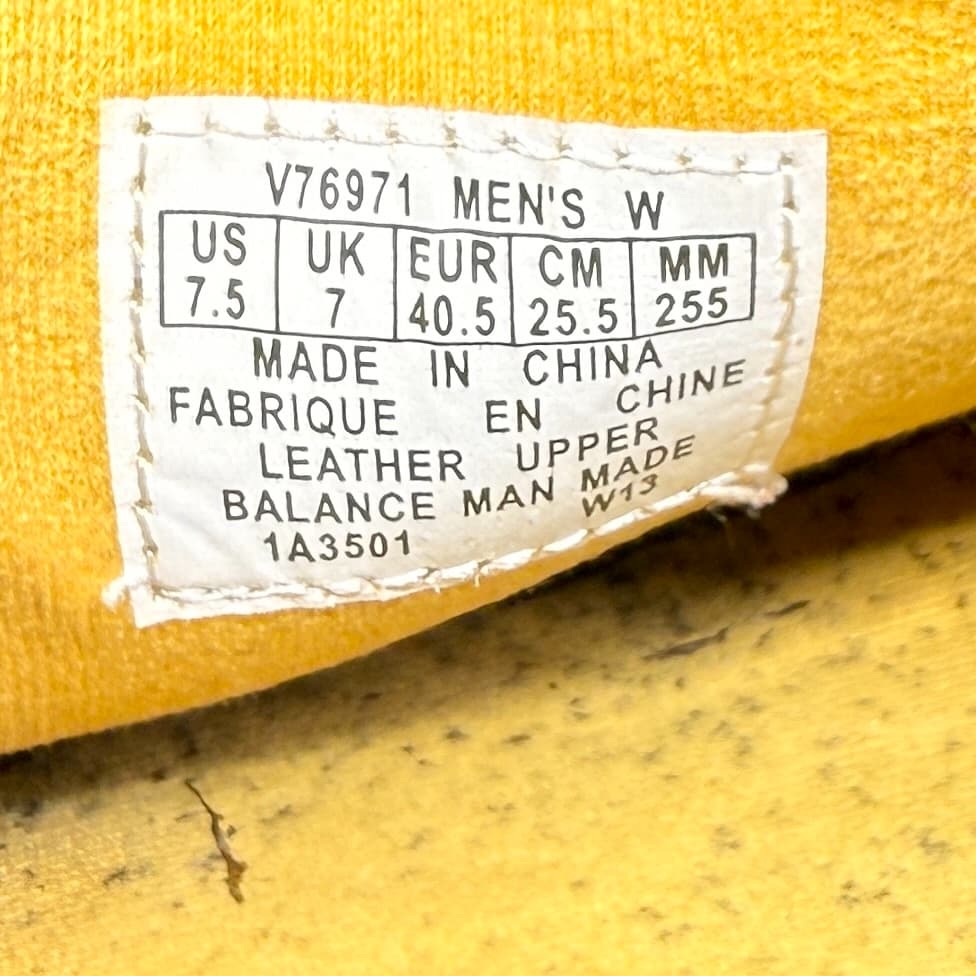 V76971 MEN'S W
US UK EUR CM MM
7.5 7 40.5 25.5 255
MADE IN CHINA
FABRIQUE EN CHINE
LEATHER UPPER
BALANCE MAN MADE
1A3501 W13